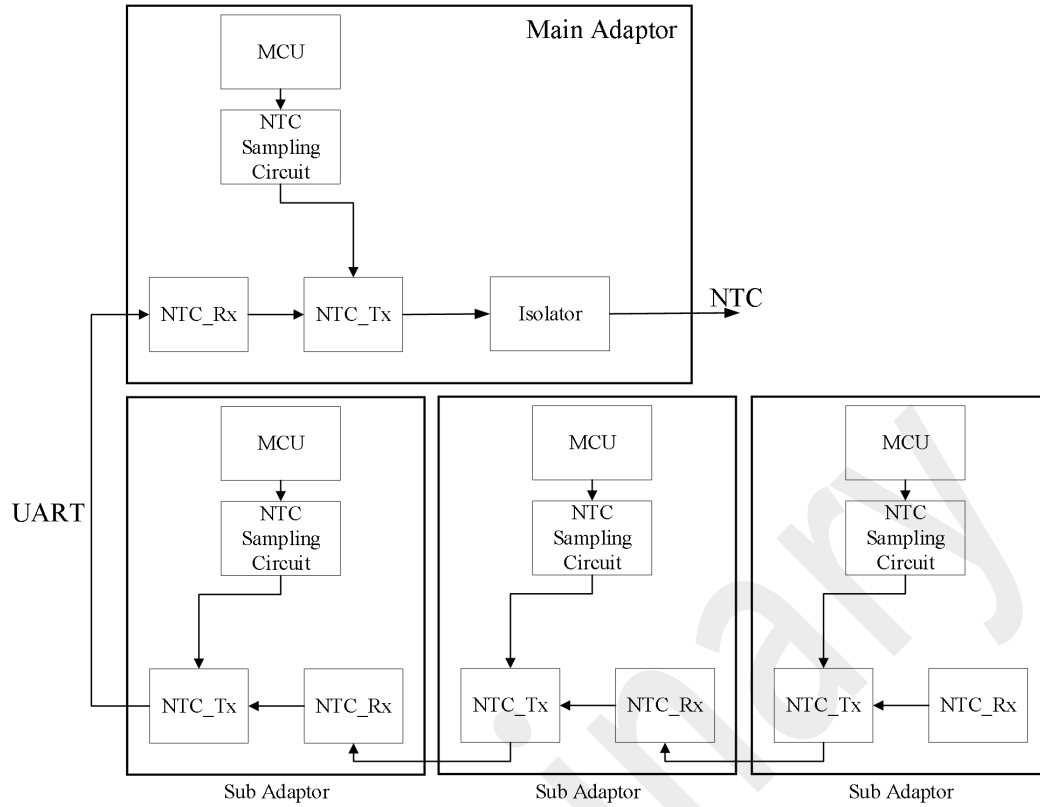 Main Adaptor
MCU
NTC
Sampling
Circuit
NTC_Rx
NTC_Tx
Isolator
NTC
UART
MCU
NTC
Sampling
Circuit
NTC_Tx
NTC_Rx
Sub Adaptor
MCU
NTC
Sampling
Circuit
NTC_Tx
NTC_Rx
Sub Adaptor
MCU
NTC
Sampling
Circuit
NTC_Tx
NTC_Rx
Sub Adaptor
inary